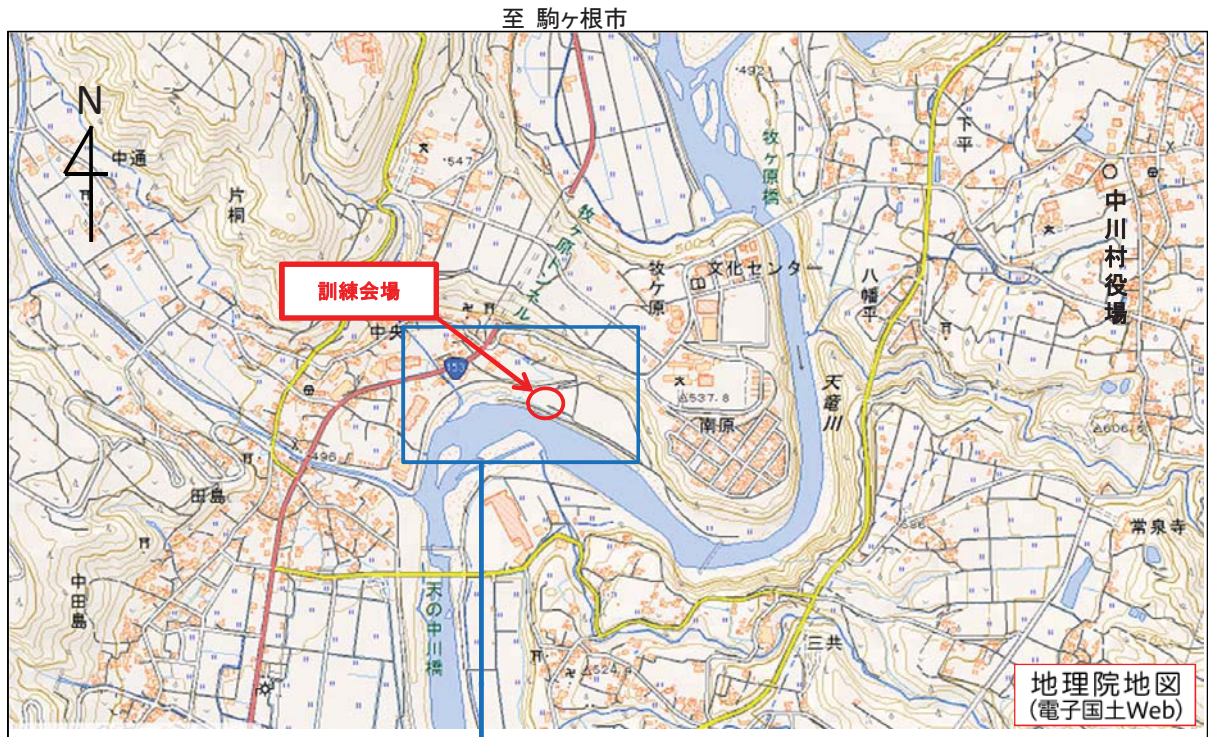 至 駒ヶ根市
N
中通
片桐
・547
牧ヶ原トンネル
・492
牧ヶ原橋
下平
中川村役場
訓練会場
中央
牧ヶ原
文化センター
八幡平
153
△537.8
南原
天竜川
△606.6
・496
田島
常泉寺
中田島
天の中川橋
三共
△524.4
地理院地図
(電子国土Web)